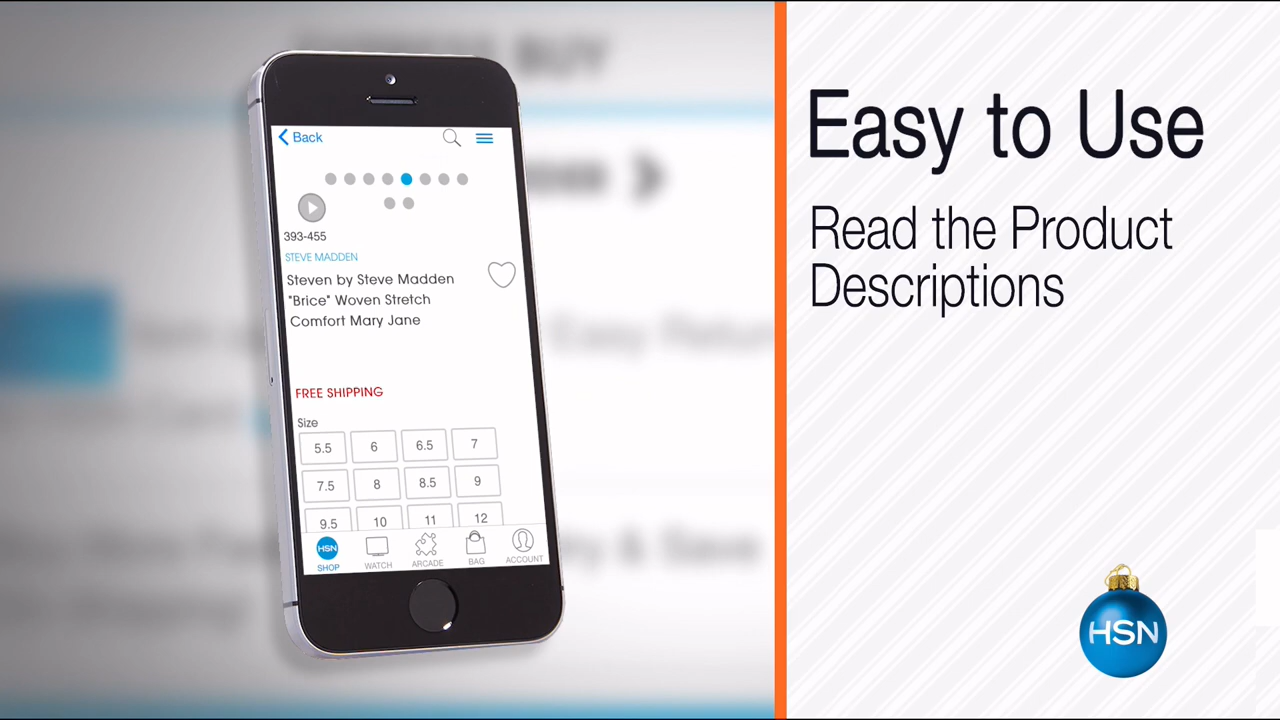 BUY
Back
393-455
STEVE MADDEN
Steven by Steve Madden
"Brice" Woven Stretch
Comfort Mary Jane
FREE SHIPPING
Size
5.5 6 6.5 7
7.5 8 8.5 9
9.5 10 11 12
HSN
SHOP WATCH ARCADE BAG ACCOUNT
Easy to Use
Read the Product
Descriptions
HSN